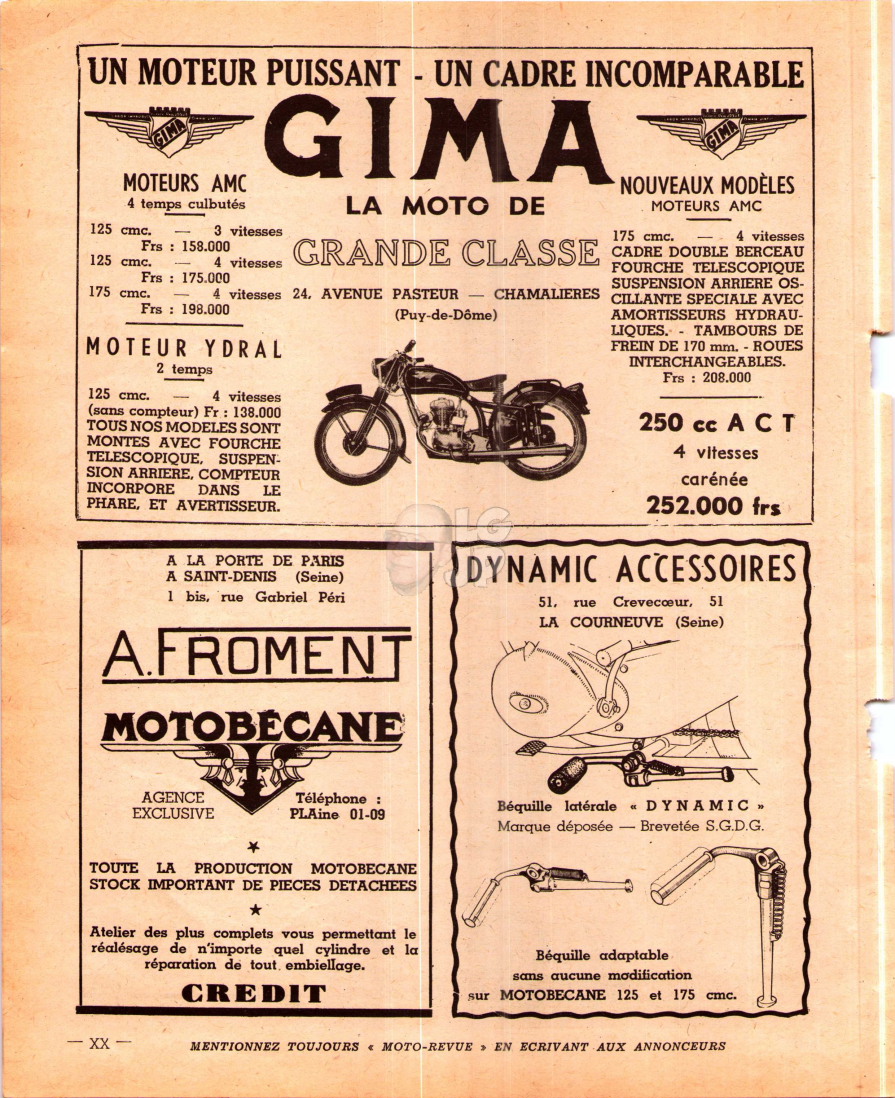 UN MOTEUR PUISSANT - UN CADRE INCOMPARABLE
GIMA
GIMA
GIMA
LA MOTO DE
GRANDE CLASSE
24, AVENUE PASTEUR — CHAMALIERES
(Puy-de-Dôme)
MOTEURS AMC
4 temps culbutés
125 cmc. — 3 vitesses
Frs : 158.000
125 cmc. — 4 vitesses
Frs : 175.000
175 cmc. — 4 vitesses
Frs : 198.000
MOTEUR YDRAL
2 temps
125 cmc. — 4 vitesses
(sans compteur) Fr : 138.000
TOUS NOS MODELES SONT
MONTES AVEC FOURCHE
TELESCOPIQUE, SUSPEN-
SION ARRIERE, COMPTEUR
INCORPORE DANS LE
PHARE, ET AVERTISSEUR.
NOUVEAUX MODÈLES
MOTEURS AMC
175 cmc. — 4 vitesses
CADRE DOUBLE BERCEAU
FOURCHE TELESCOPIQUE
SUSPENSION ARRIERE OS-
CILLANTE SPECIALE AVEC
AMORTISSEURS HYDRAU-
LIQUES. - TAMBOURS DE
FREIN DE 170 mm. - ROUES
INTERCHANGEABLES.
Frs : 208.000
250 cc A C T
4 vitesses
carénée
252.000 frs
A LA PORTE DE PARIS
A SAINT-DENIS (Seine)
1 bis, rue Gabriel Péri
A. FROMENT
MOTOBÉCANE
AGENCE
EXCLUSIVE
Téléphone :
PLAine 01-09
TOUTE LA PRODUCTION MOTOBECANE
STOCK IMPORTANT DE PIECES DETACHEES
Atelier des plus complets vous permettant le
réalésage de n'importe quel cylindre et la
réparation de tout embiellage.
CREDIT
DYNAMIC ACCESSOIRES
51, rue Crevecœur, 51
LA COURNEUVE (Seine)
Béquille latérale « DYNAMIC »
Marque déposée — Brevetée S.G.D.G.
Béquille adaptable
sans aucune modification
sur MOTOBECANE 125 et 175 cmc.
— XX —
MENTIONNEZ TOUJOURS « MOTO-REVUE » EN ECRIVANT AUX ANNONCEURS